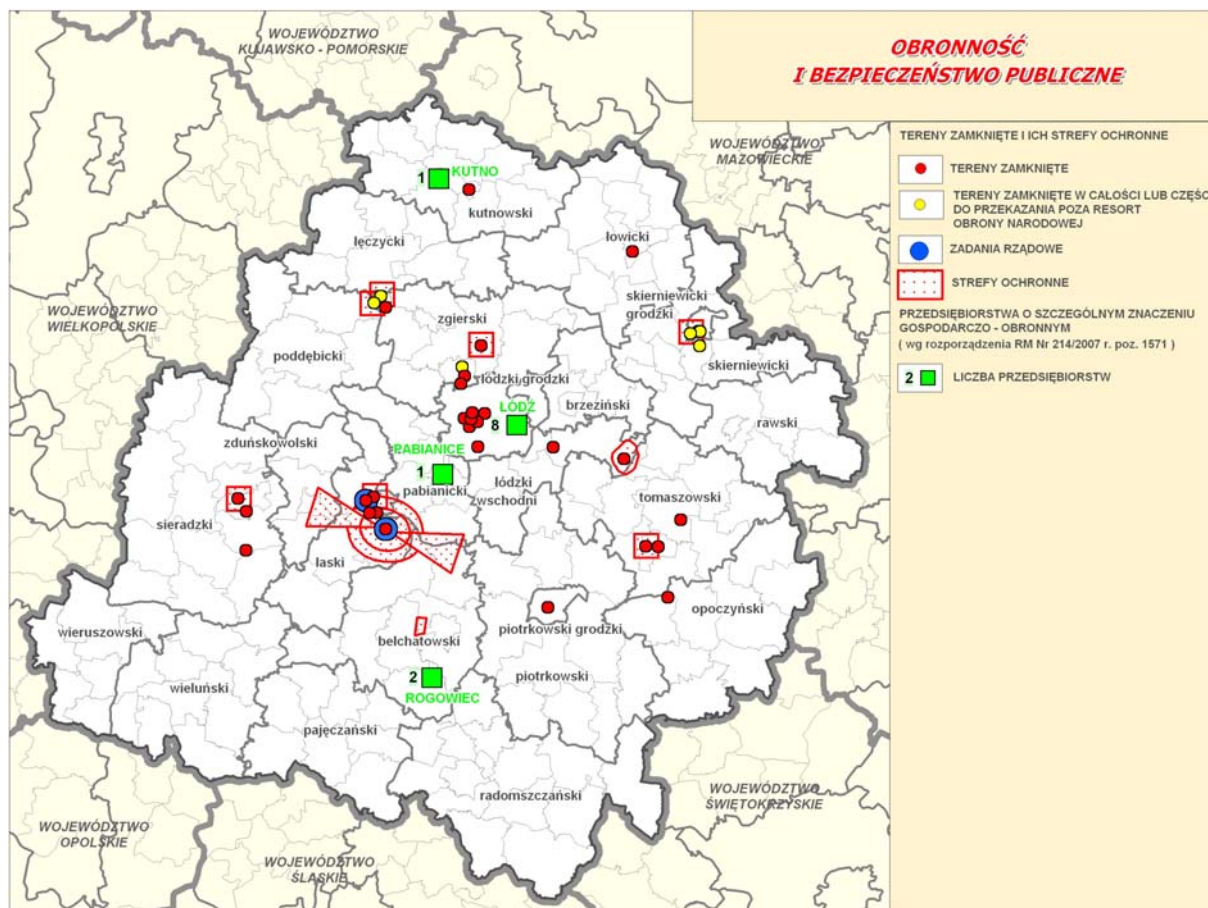 OBRONNOŚĆ
I BEZPIECZEŃSTWO PUBLICZNE
TERENY ZAMKNIĘTE I ICH STREFY OCHRONNE
TERENY ZAMKNIĘTE
TERENY ZAMKNIĘTE W CAŁOŚCI LUB CZĘŚCI
DO PRZEKAZANIA POZA RESORT
OBRONY NARODOWEJ
ZADANIA RZĄDOWE
STREFY OCHRONNE
PRZEDSIĘBIORSTWA O SZCZEGÓLNYM ZNACZENIU
GOSPODARCZO - OBRONNYM
( wg rozporządzenia RM Nr 214/2007 r. poz. 1571 )
2 LICZBA PRZEDSIĘBIORSTW
WOJEWÓDZTWO
KUJAWSKO - POMORSKIE
WOJEWÓDZTWO
MAZOWIECKIE
WOJEWÓDZTWO
WIELKOPOLSKIE
WOJEWÓDZTWO
OPOLSKIE
WOJEWÓDZTWO
ŚLĄSKIE
WOJEWÓDZTWO
ŚWIĘTOKRZYSKIE
1 KUTNO
kutnowski
łęczycki
łowicki
skierniewicki
grodzki
zgierski
poddębicki
skierniewicki
łódzki grodzki
brzeziński
ŁÓDŹ
8
rawski
zduńskowolski
PABIANICE
1
pabianicki
łódzki
wschodni
tomaszowski
sieradzki
łaski
opoczyński
wieruszowski
bełchatowski
piotrkowski grodzki
wieluński
2
ROGOWIEC
piotrkowski
pajęczański
radomszczański